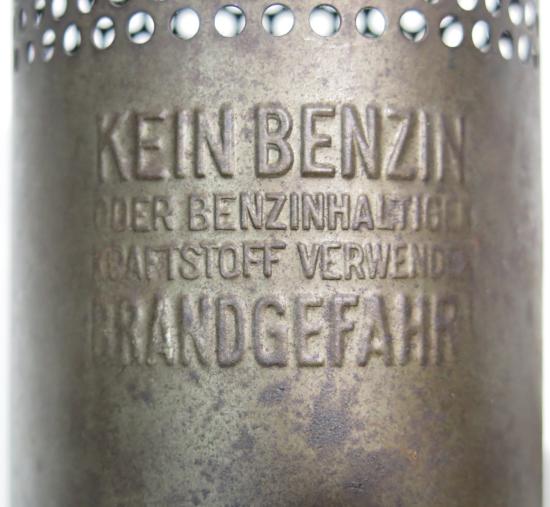 KEIN BENZIN
ODER BENZINHALTIGEN
KRAFTSTOFF VERWENDEN
BRANDGEFAHR!